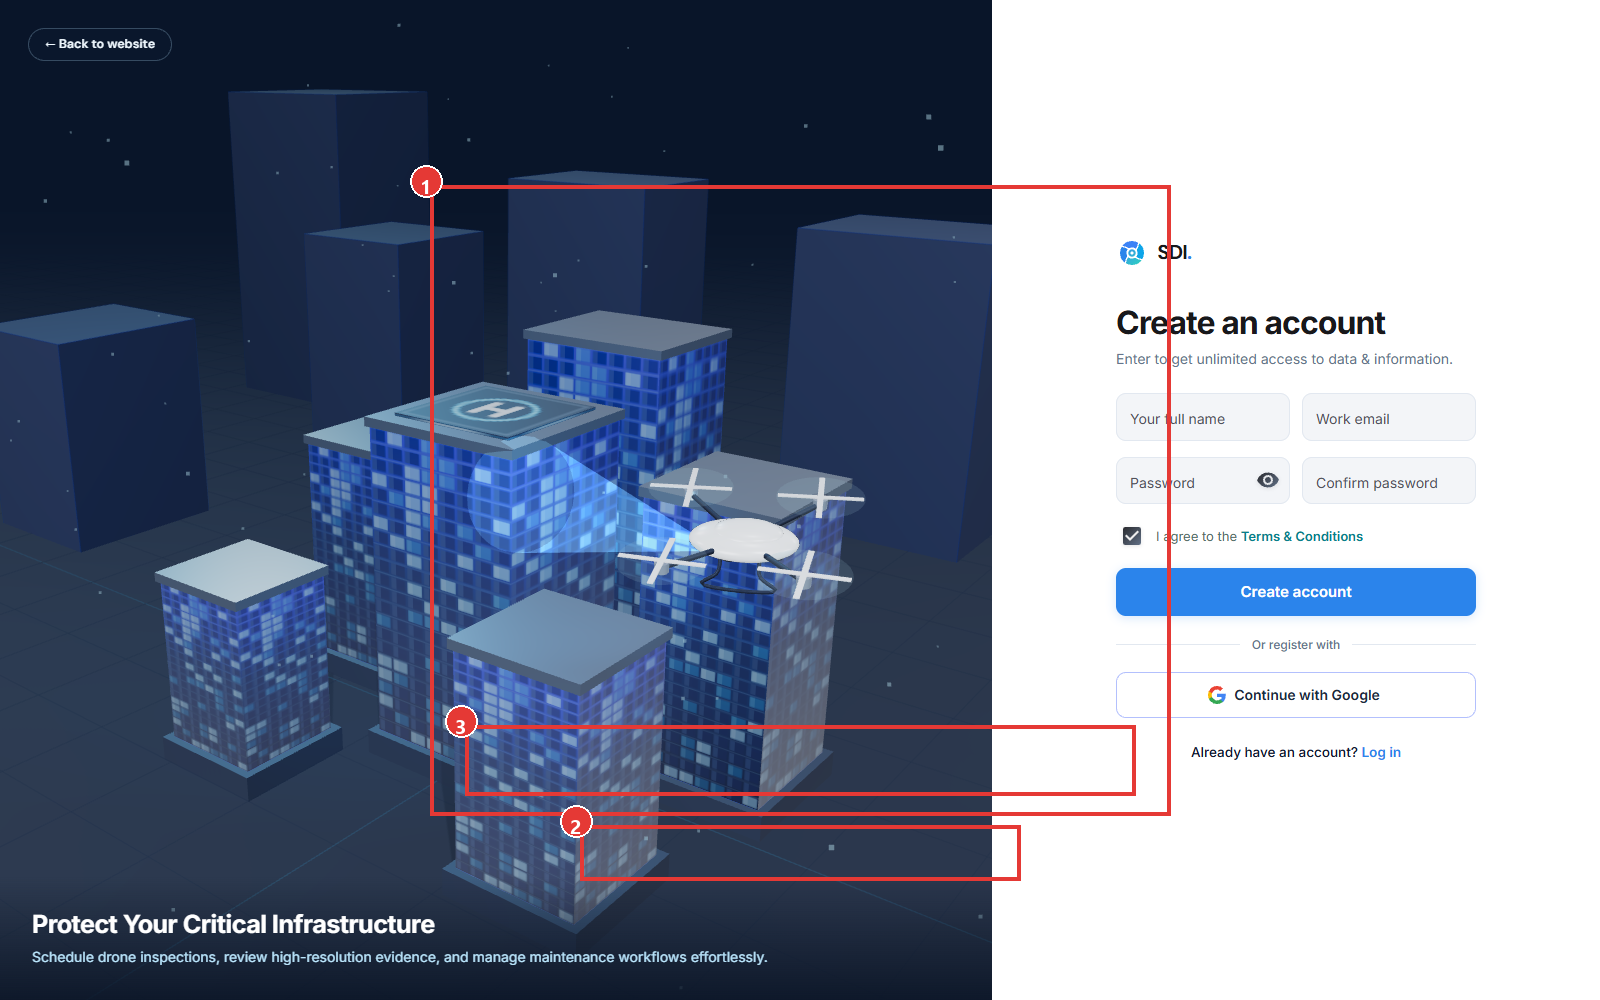 ← Back to website
1
SDI.
Create an account
Enter to get unlimited access to data & information.
Your full name
Work email
Password
Confirm password
I agree to the Terms & Conditions
Create account
Or register with
Continue with Google
3
Already have an account? Log in
2
H
Protect Your Critical Infrastructure
Schedule drone inspections, review high-resolution evidence, and manage maintenance workflows effortlessly.